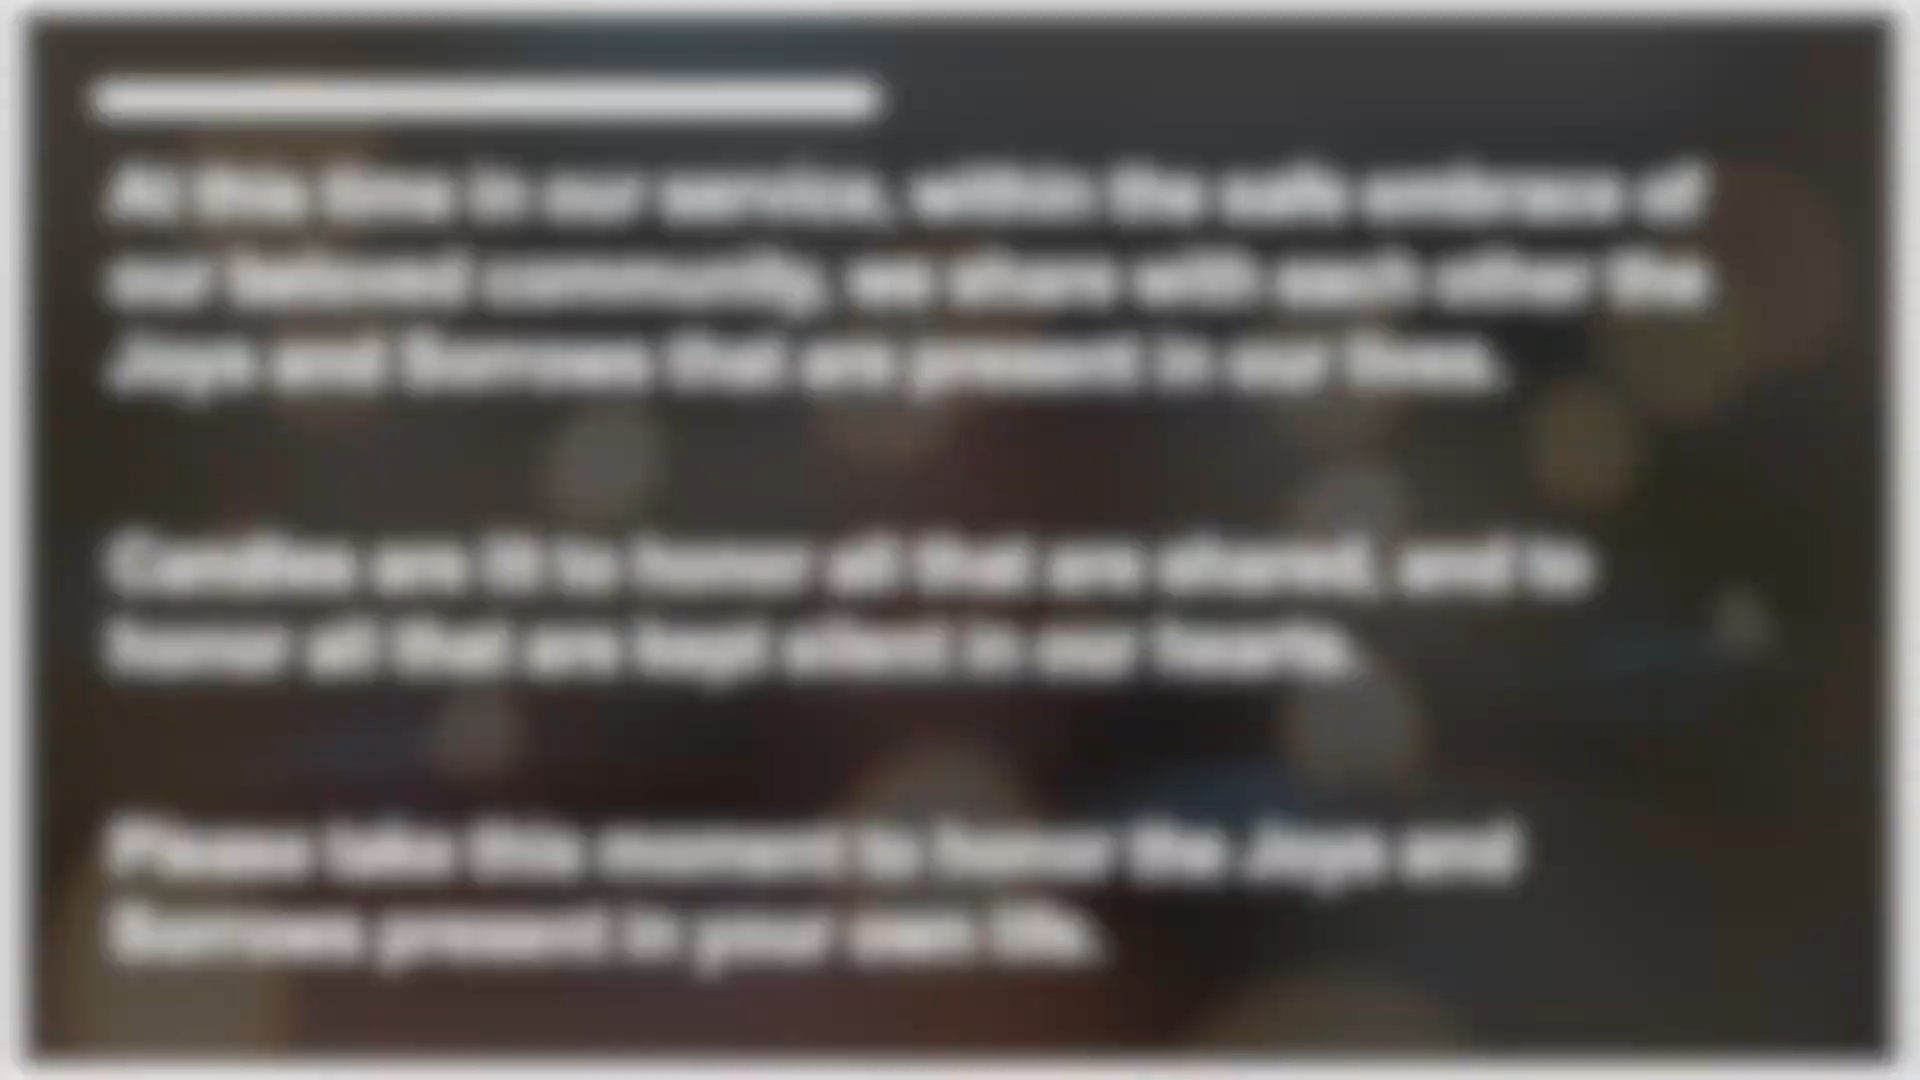 At this time in our service, within the safe embrace of
our beloved community, we share with each other the
Joys and Sorrows that are present in our lives.
Candles are lit to honor all that are shared, and to
honor all that are kept silent in our hearts.
Please take this moment to honor the Joys and
Sorrows present in your own life.